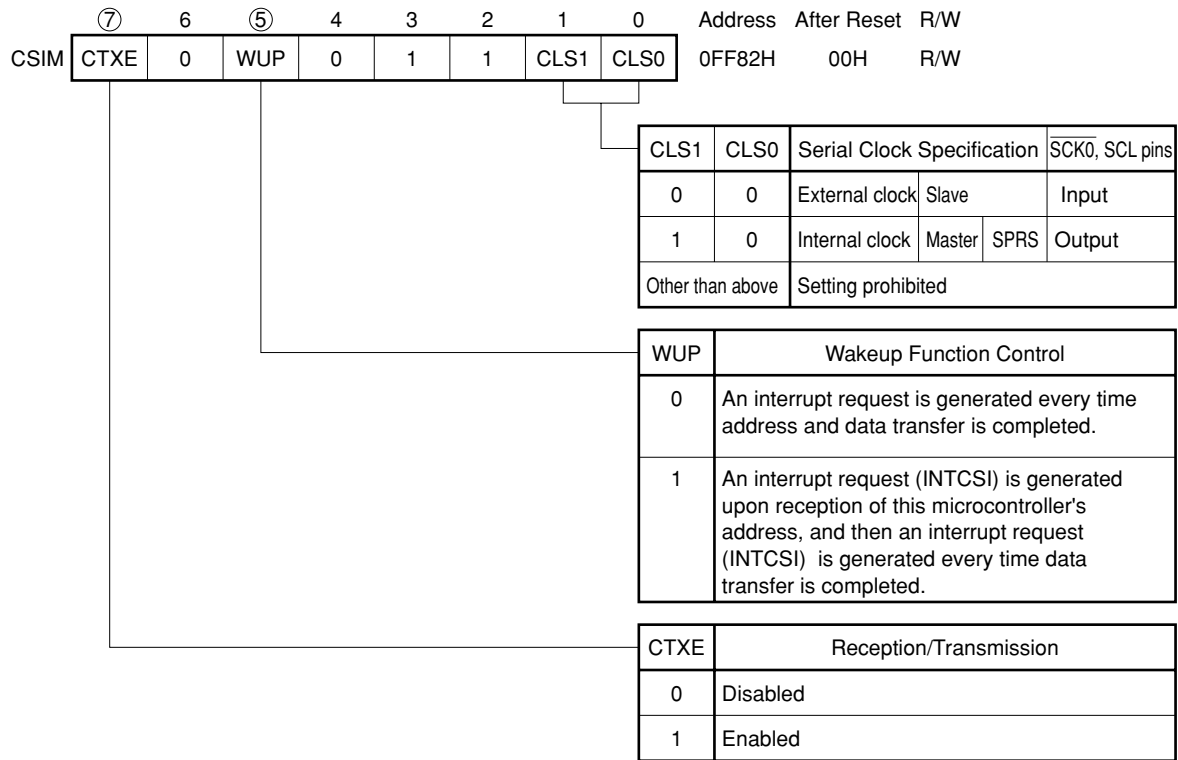 ⑦ 6 ⑤ 4 3 2 1 0 Address After Reset R/W
CSIM CTXE 0 WUP 0 1 1 CLS1 CLS0 0FF82H 00H R/W
CLS1 CLS0 Serial Clock Specification S̅C̅K̅0̅, SCL pins
0 0 External clock Slave Input
1 0 Internal clock Master SPRS Output
Other than above Setting prohibited
WUP Wakeup Function Control
0 An interrupt request is generated every time
address and data transfer is completed.
1 An interrupt request (INTCSI) is generated
upon reception of this microcontroller's
address, and then an interrupt request
(INTCSI) is generated every time data
transfer is completed.
CTXE Reception/Transmission
0 Disabled
1 Enabled